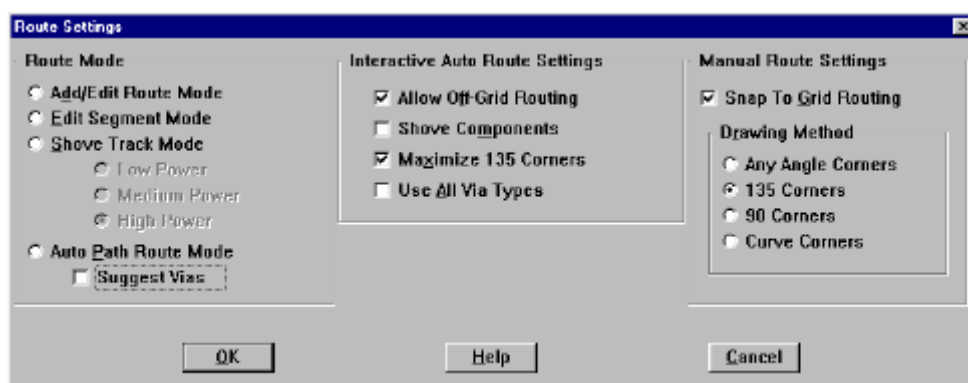 Route Settings
Route Mode
Add/Edit Route Mode
Edit Segment Mode
Shove Track Mode
Low Power
Medium Power
High Power
Auto Path Route Mode
Suggest Vias
Interactive Auto Route Settings
Allow Off-Grid Routing
Shove Components
Maximize 135 Corners
Use All Via Types
Manual Route Settings
Snap To Grid Routing
Drawing Method
Any Angle Corners
135 Corners
90 Corners
Curve Corners
OK
Help
Cancel